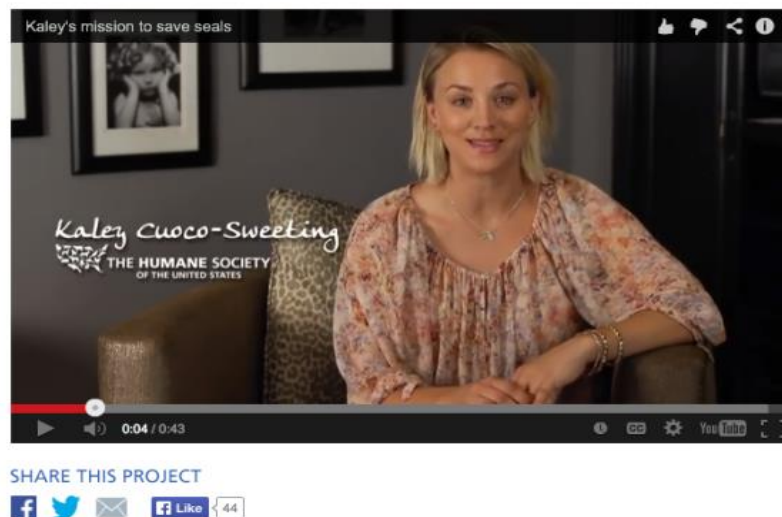 Kaley's mission to save seals
Kaley Cuoco-Sweeting
THE HUMANE SOCIETY
OF THE UNITED STATES
0:04 / 0:43
CC
YouTube
SHARE THIS PROJECT
Like
44